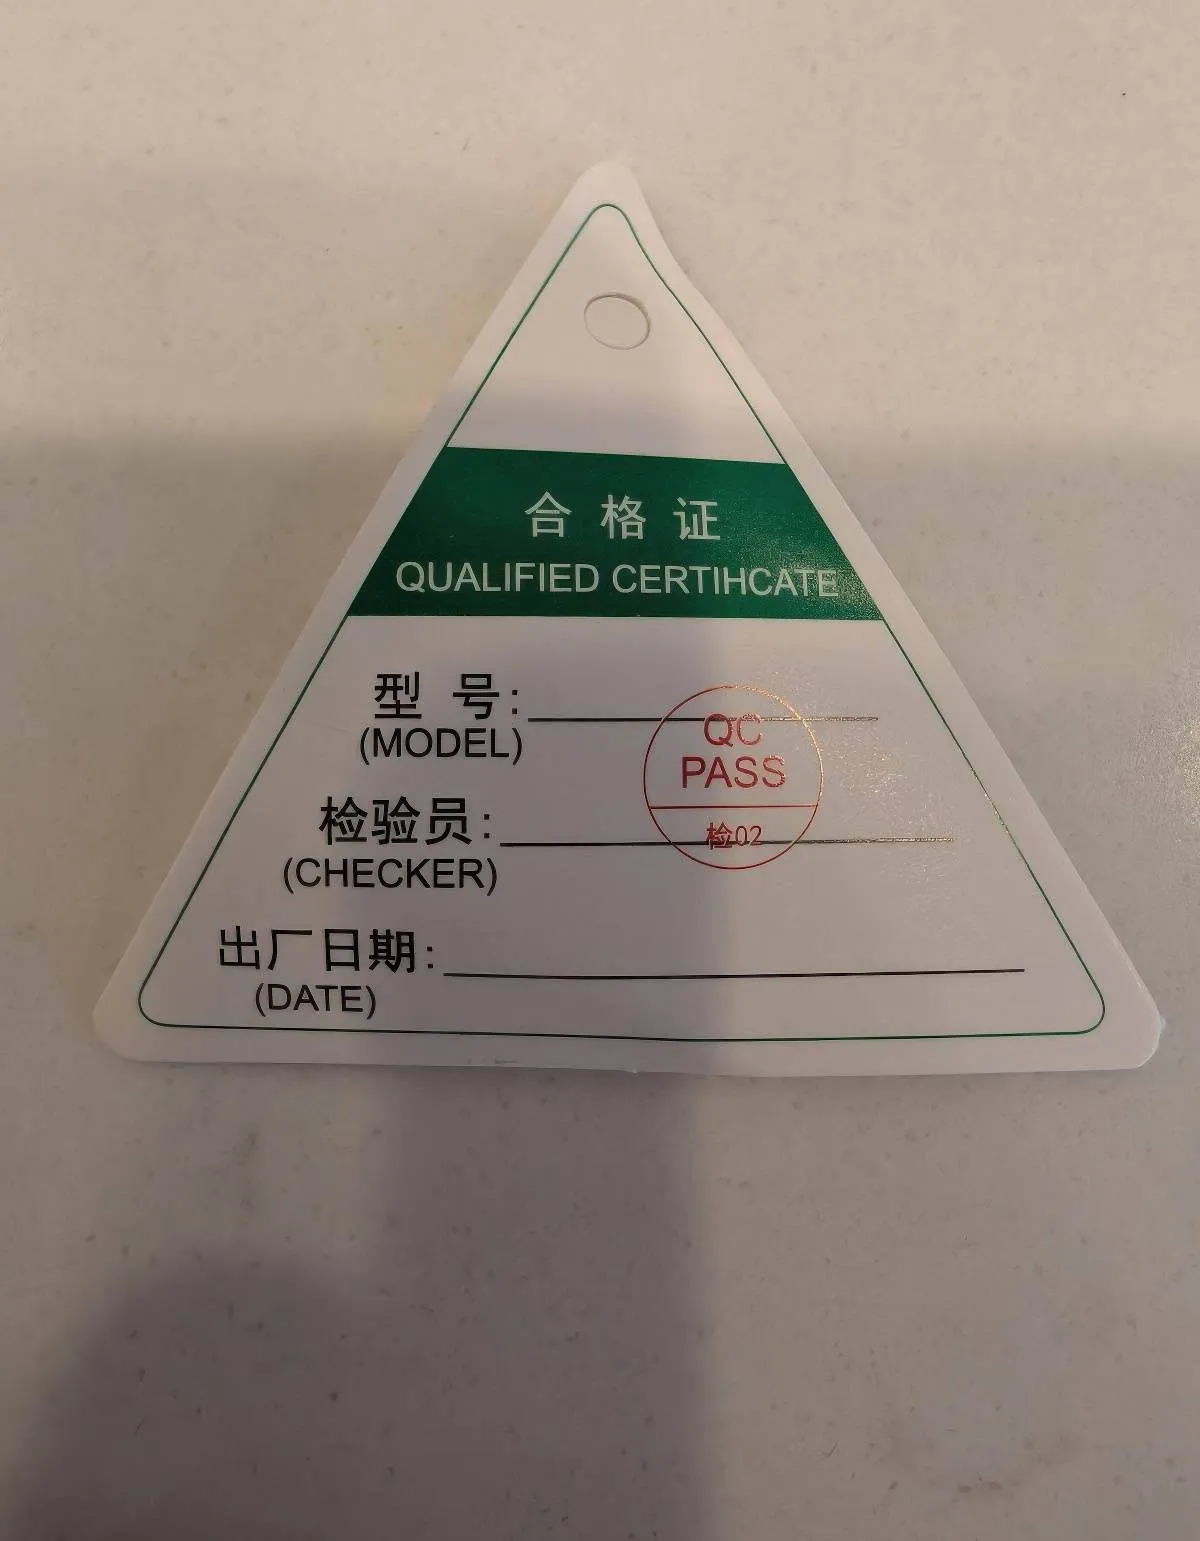 合格证
QUALIFIED CERTIHCATE
型号:
(MODEL)
QC
PASS
检验员:
检02
(CHECKER)
出厂日期:
(DATE)